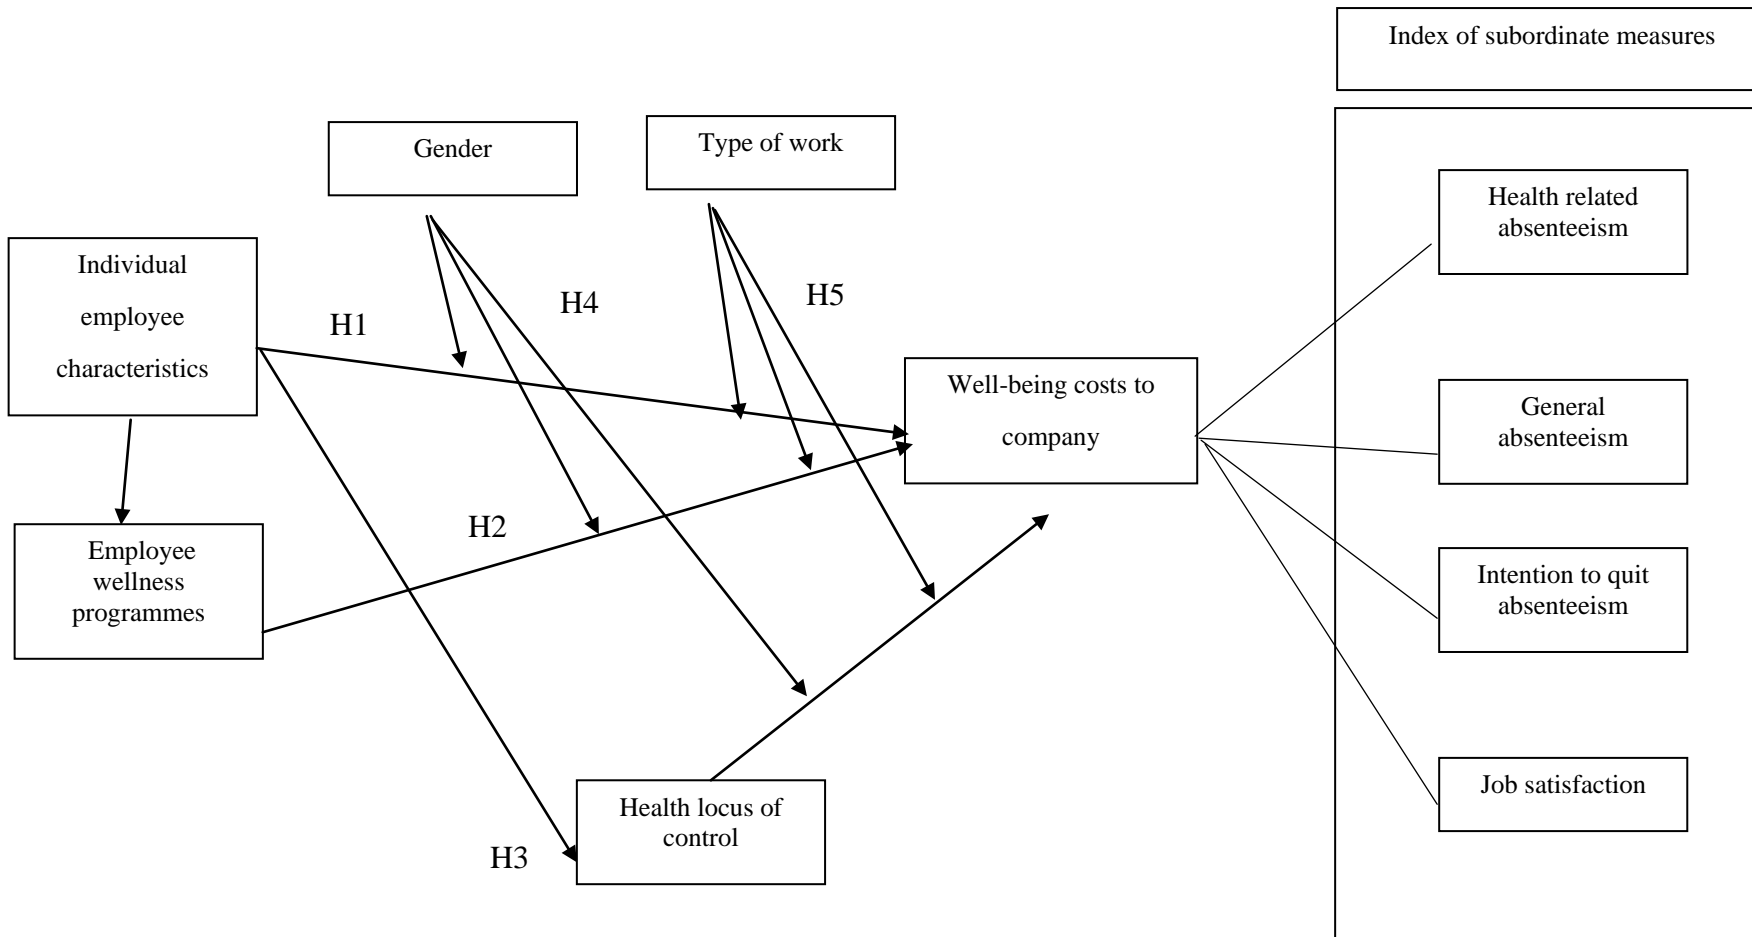 Index of subordinate measures
Gender
Type of work
Health related
absenteeism
Individual
employee
characteristics
H1
H4
H5
Well-being costs to
company
General
absenteeism
H2
Employee
wellness
programmes
Intention to quit
absenteeism
Health locus of
control
Job satisfaction
H3